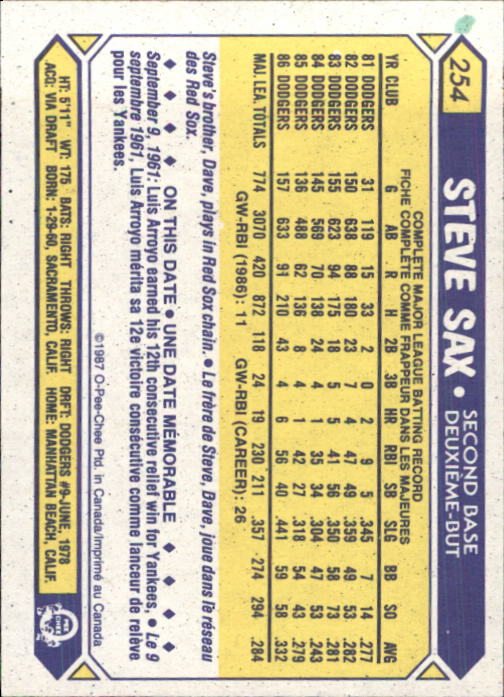 254
STEVE SAX • SECOND BASE
DEUXIÈME-BUT
COMPLETE MAJOR LEAGUE BATTING RECORD
FICHE COMPLÈTE COMME FRAPPEUR DANS LES MAJEURES
YR CLUB G AB R H 2B 3B HR RBI SB SLG BB SO AVG
81 DODGERS 31 119 15 33 2 0 2 9 5 .345 7 14 .277
82 DODGERS 150 638 88 180 23 7 4 47 49 .359 49 53 .282
83 DODGERS 155 623 94 175 18 5 5 41 56 .350 58 73 .281
84 DODGERS 145 569 70 138 24 4 1 35 34 .304 47 53 .243
85 DODGERS 136 488 62 136 8 4 1 42 27 .318 54 43 .279
86 DODGERS 157 633 91 210 43 4 6 56 40 .441 59 58 .332
MAJ. LEA. TOTALS 774 3070 420 872 118 24 19 230 211 .357 274 294 .284
GW-RBI (1986): 11 GW-RBI (CAREER): 26
Steve's brother, Dave, plays in Red Sox chain. • Le frère de Steve, Dave, joue dans le réseau
des Red Sox.
♦ ♦ ♦ ♦ ON THIS DATE • UNE DATE MÉMORABLE ♦ ♦ ♦ ♦
September 9, 1961: Luis Arroyo earned his 12th consecutive relief win for Yankees. • Le 9
septembre 1961, Luis Arroyo mérita sa 12e victoire consécutive comme lanceur de relève
pour les Yankees.
©1987 O-Pee-Chee Ptd. in Canada/Imprimé au Canada
HT: 5'11" WT: 175 BATS: RIGHT THROWS: RIGHT DRFT: DODGERS #9-JUNE, 1978
ACQ: VIA DRAFT BORN: 1-29-60, SACRAMENTO, CALIF. HOME: MANHATTAN BEACH, CALIF.
O PEE CHEE